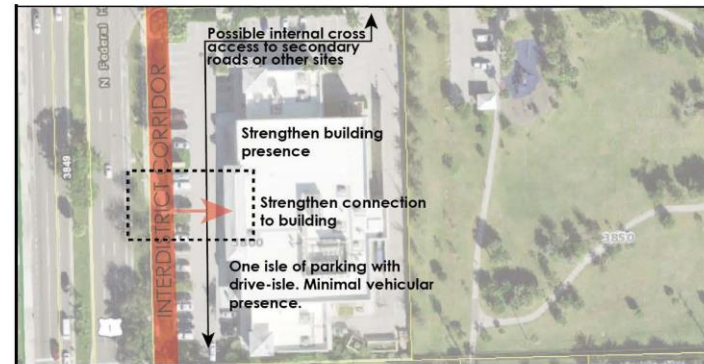 Possible internal cross
access to secondary
roads or other sites
N Federal H
INTERDISTRICT CORRIDOR
3849
Strengthen building
presence
Strengthen connection
to building
3850
One isle of parking with
drive-isle. Minimal vehicular
presence.
1